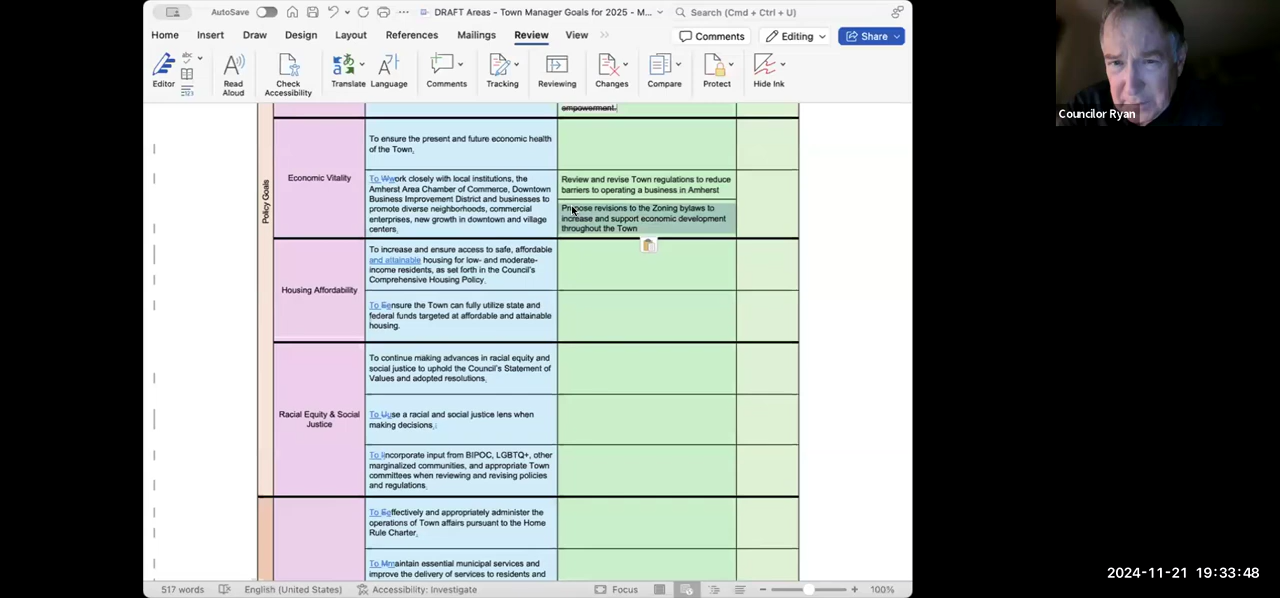 AutoSave
DRAFT Areas - Town Manager Goals for 2025 - M...
Search (Cmd + Ctrl + U)
Home Insert Draw Design Layout References Mailings Review View
Comments Editing Share
Editor
Read Aloud
Check Accessibility
Translate
Language
Comments
Tracking
Reviewing
Changes
Compare
Protect
Hide Ink
Councilor Ryan
Policy Goals
empowerment.
Economic Vitality
To ensure the present and future economic health
of the Town.
To Wwork closely with local institutions, the
Amherst Area Chamber of Commerce, Downtown
Business Improvement District and businesses to
promote diverse neighborhoods, commercial
enterprises, new growth in downtown and village
centers.
Review and revise Town regulations to reduce
barriers to operating a business in Amherst
Propose revisions to the Zoning bylaws to
increase and support economic development
throughout the Town
Housing Affordability
To increase and ensure access to safe, affordable
and attainable housing for low- and moderate-
income residents, as set forth in the Council's
Comprehensive Housing Policy.
To Eensure the Town can fully utilize state and
federal funds targeted at affordable and attainable
housing.
Racial Equity & Social
Justice
To continue making advances in racial equity and
social justice to uphold the Council's Statement of
Values and adopted resolutions.
To Uuse a racial and social justice lens when
making decisions.
To Iincorporate input from BIPOC, LGBTQ+, other
marginalized communities, and appropriate Town
committees when reviewing and revising policies
and regulations.
To Eeffectively and appropriately administer the
operations of Town affairs pursuant to the Home
Rule Charter.
To Mmaintain essential municipal services and
improve the delivery of services to residents and
517 words English (United States) Accessibility: Investigate Focus 100%
2024-11-21 19:33:48